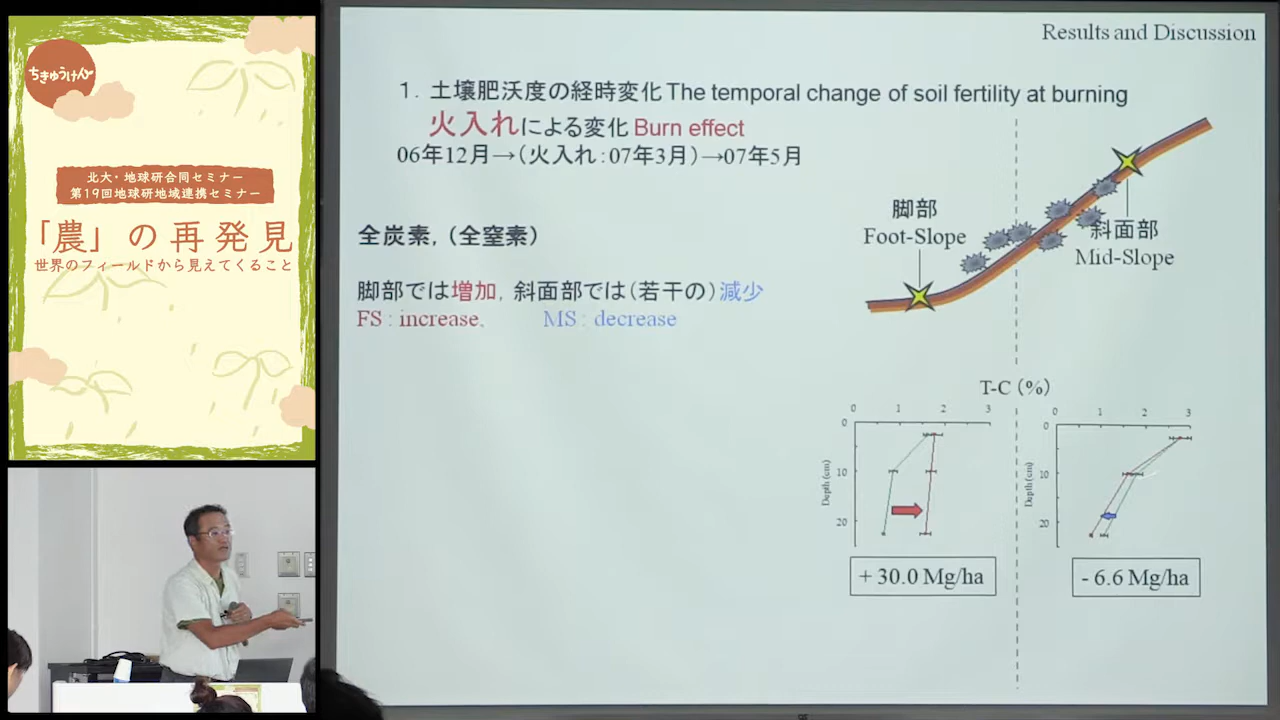 ちきゅうけん
北大・地球研合同セミナー
第19回地球研地域連携セミナー
「農」の再発見
世界のフィールドから見えてくること
Results and Discussion
1. 土壌肥沃度の経時変化 The temporal change of soil fertility at burning
火入れによる変化 Burn effect
06年12月→（火入れ：07年3月）→07年5月
脚部
Foot-Slope
斜面部
Mid-Slope
全炭素,（全窒素）
脚部では増加, 斜面部では（若干の）減少
FS : increase, MS : decrease
T-C (%)
0 1 2 3
0
10
20
Depth (cm)
0 1 2 3
0
10
20
Depth (cm)
+ 30.0 Mg/ha
- 6.6 Mg/ha